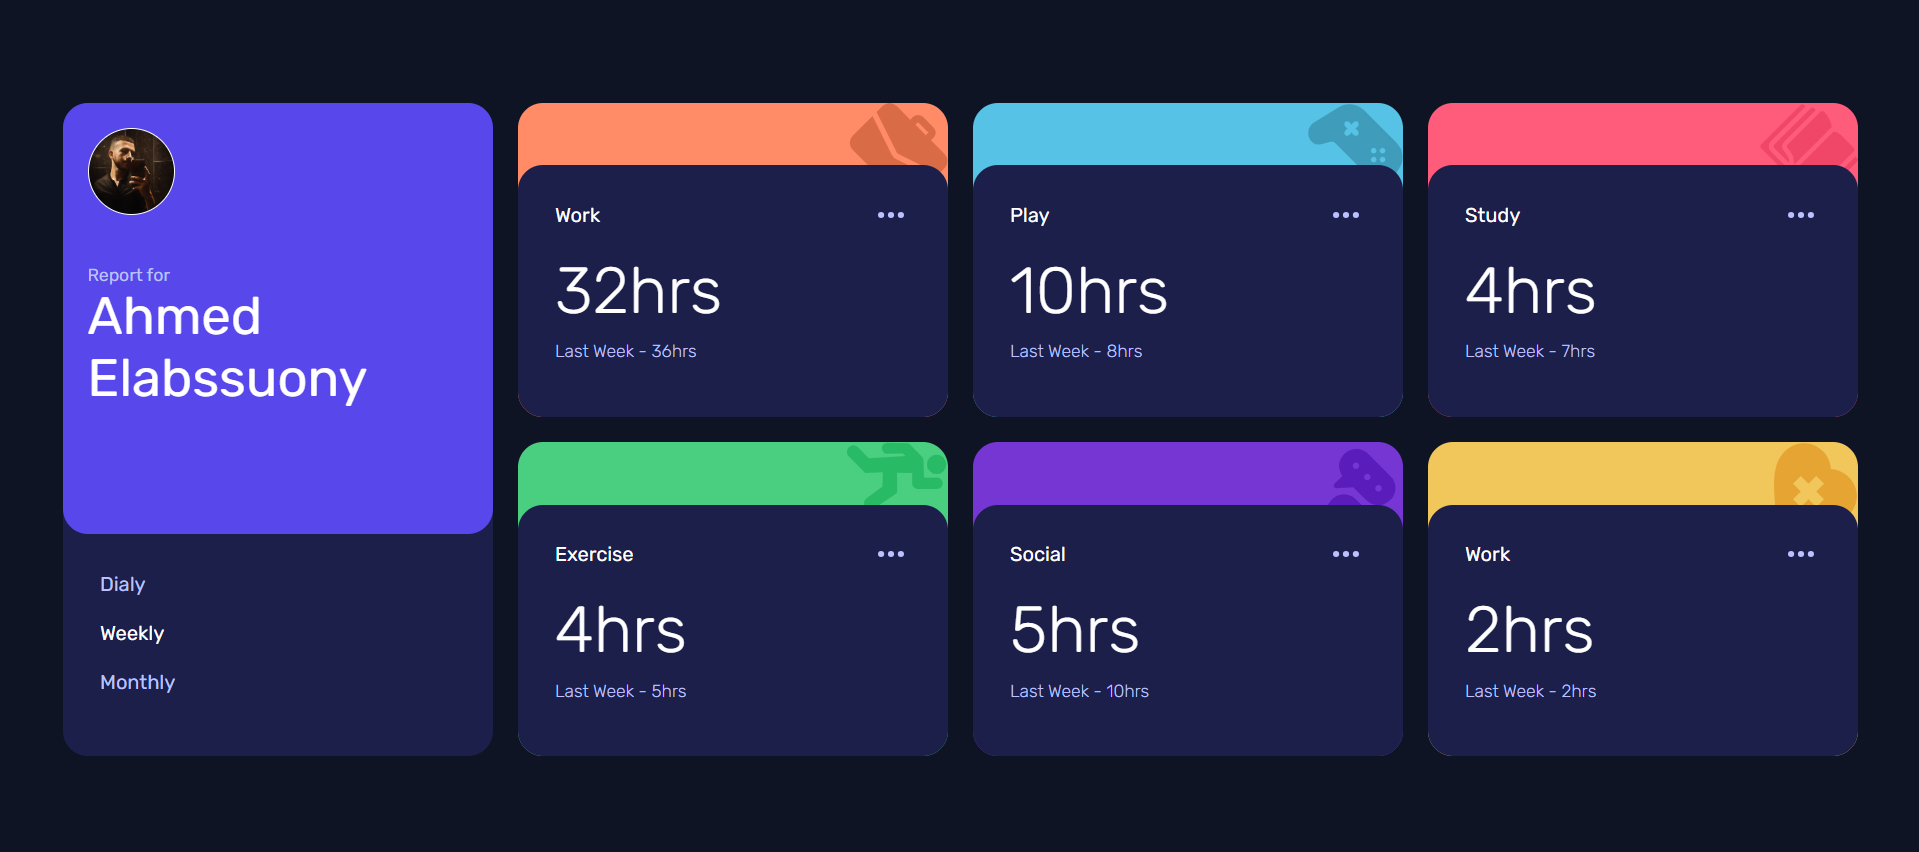 Report for
Ahmed
Elabssuony
Dialy
Weekly
Monthly
Work
32hrs
Last Week - 36hrs
Play
10hrs
Last Week - 8hrs
Study
4hrs
Last Week - 7hrs
Exercise
4hrs
Last Week - 5hrs
Social
5hrs
Last Week - 10hrs
Work
2hrs
Last Week - 2hrs